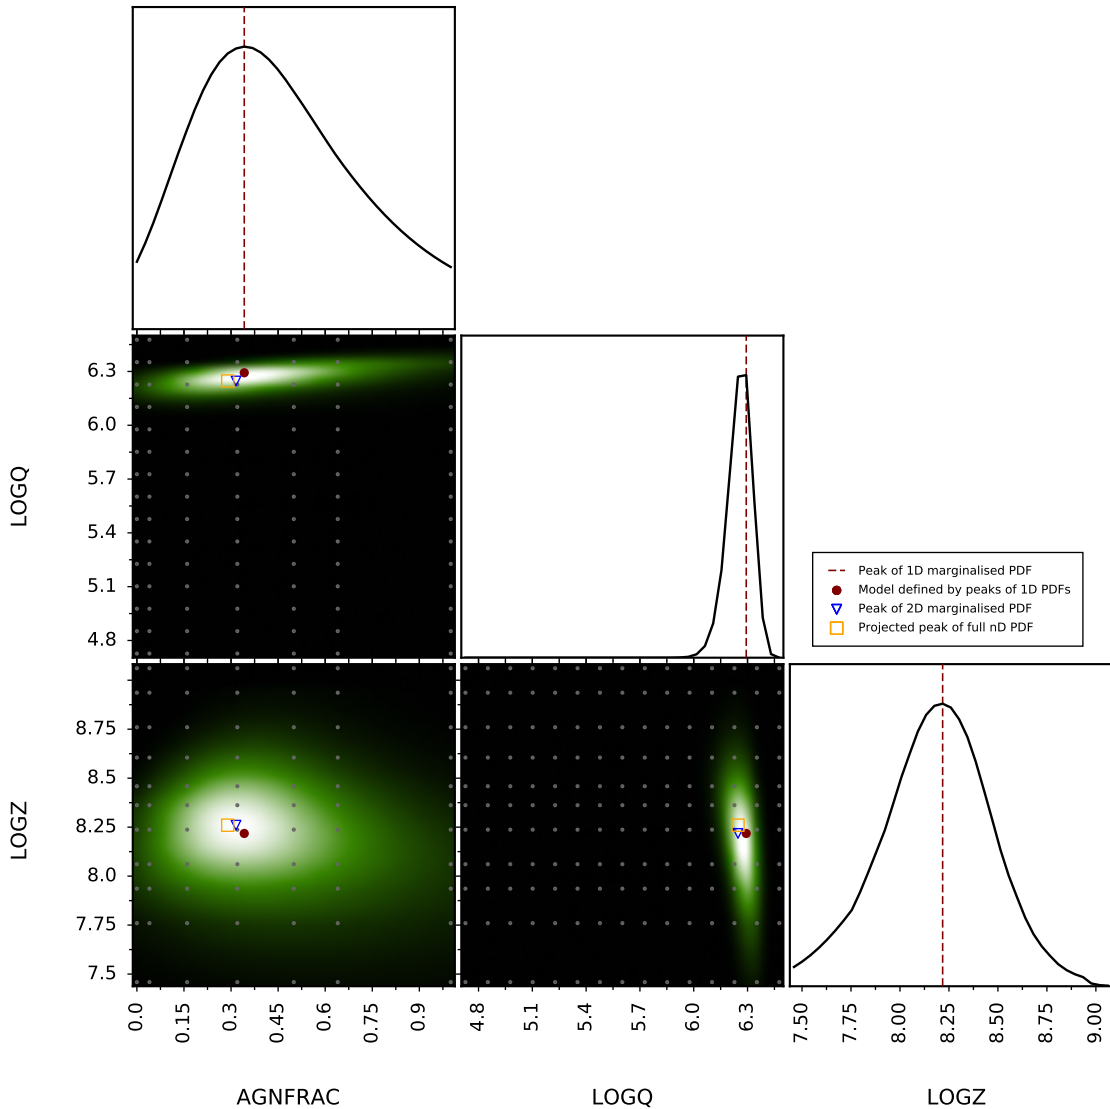 6.3
6.0
5.7
5.4
5.1
4.8
LOGQ
Peak of 1D marginalised PDF
Model defined by peaks of 1D PDFs
Peak of 2D marginalised PDF
Projected peak of full nD PDF
8.75
8.5
8.25
8.0
7.75
7.5
LOGZ
0.0 0.15 0.3 0.45 0.6 0.75 0.9
4.8 5.1 5.4 5.7 6.0 6.3
7.50 7.75 8.00 8.25 8.50 8.75 9.00
AGNFRAC LOGQ LOGZ